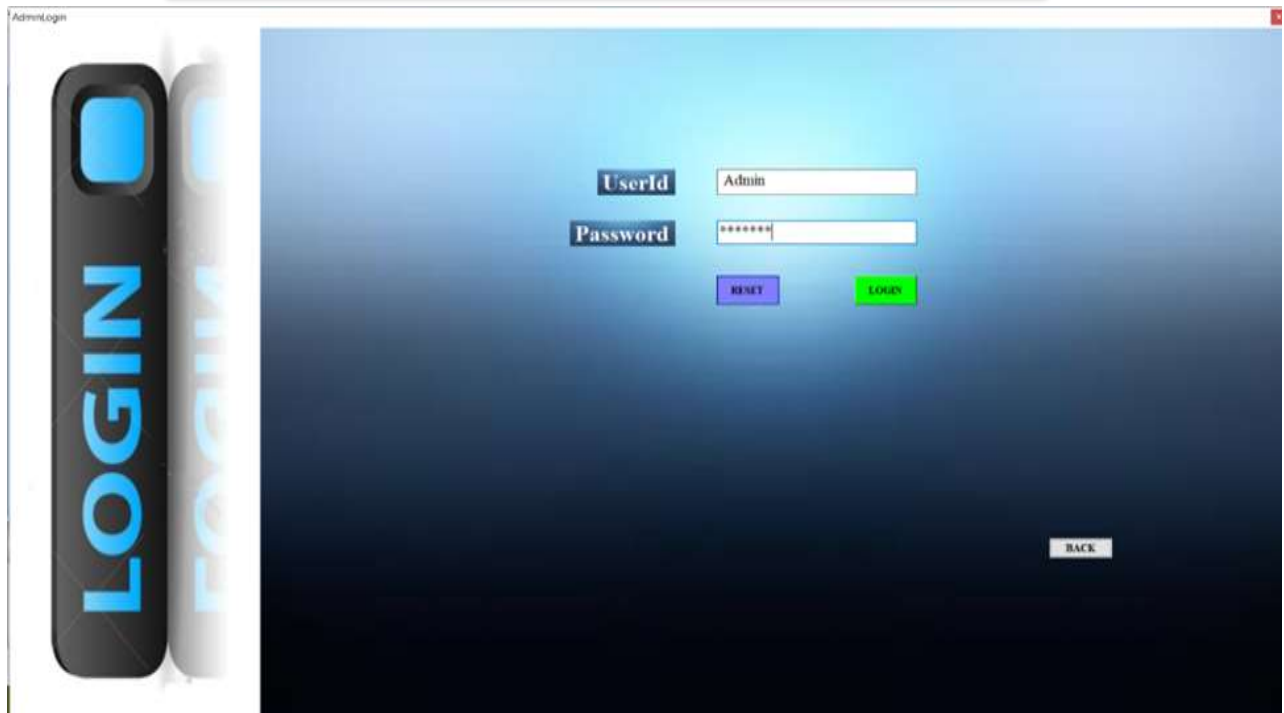 AdminLogin
LOGIN
UserId
Admin
Password
*******
RESET
LOGIN
BACK